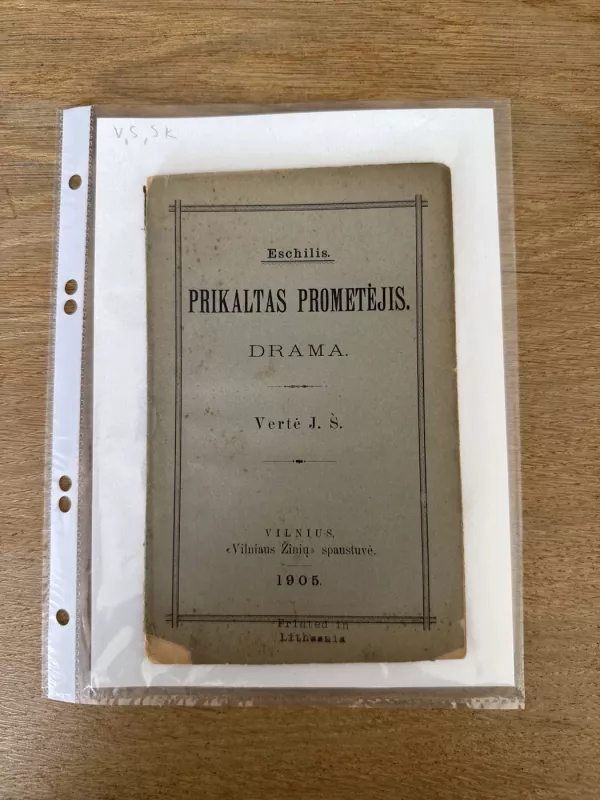 V, S, SK
Eschilis.
PRIKALTAS PROMETĖJIS.
DRAMA.
Vertė J. Š.
VILNIUS.
«Vilniaus Žinių» spaustuvė.
1905.
Printed in
Lithuania